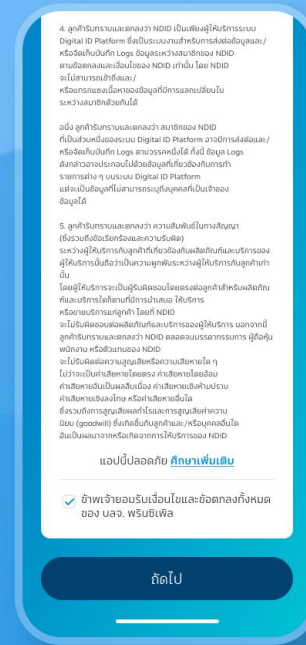 4. ลูกค้ารับทราบและตกลงว่า NDID เป็นเพียงผู้ให้บริการระบบ
Digital ID Platform ซึ่งเป็นระบบงานสำหรับการส่งต่อข้อมูลและ/
หรือจัดเก็บบันทึก Logs ข้อมูลระหว่างสมาชิกของ NDID
ตามข้อตกลงและเงื่อนไขของ NDID เท่านั้น โดย NDID
จะไม่สามารถเข้าถึงและ/
หรือแทรกแซงเนื้อหาของข้อมูลที่มีการแลกเปลี่ยนใน
ระหว่างสมาชิกด้วยกันได้
อนึ่ง ลูกค้ารับทราบและตกลงว่า สมาชิกของ NDID
ที่เป็นส่วนหนึ่งของระบบ Digital ID Platform อาจมีการส่งต่อและ/
หรือจัดเก็บบันทึก Logs ตามวรรคหนึ่งได้ ทั้งนี้ ข้อมูล Logs
ดังกล่าวอาจประกอบไปด้วยข้อมูลที่เกี่ยวข้องกับการทำ
รายการต่าง ๆ บนระบบ Digital ID Platform
แต่จะเป็นข้อมูลที่ไม่สามารถระบุถึงบุคคลที่เป็นเจ้าของ
ข้อมูลได้
5. ลูกค้ารับทราบและตกลงว่า ความสัมพันธ์ในทางสัญญา
(ซึ่งรวมถึงข้อเรียกร้องและความรับผิด)
ระหว่างผู้ให้บริการกับลูกค้าที่เกี่ยวข้องกับผลิตภัณฑ์และบริการของ
ผู้ให้บริการนั้นถือว่าเป็นความผูกพันระหว่างผู้ให้บริการกับลูกค้าเท่า
นั้น
โดยผู้ให้บริการจะเป็นผู้รับผิดชอบโดยตรงต่อลูกค้าสำหรับผลิตภัณ
ฑ์และบริการใดก็ตามที่มีการนำเสนอ ให้บริการ
หรือขายบริการแก่ลูกค้า โดยที่ NDID
จะไม่รับผิดชอบต่อผลิตภัณฑ์และบริการของผู้ให้บริการ นอกจากนี้
ลูกค้ารับทราบและตกลงว่า NDID ตลอดจนบรรดากรรมการ ผู้ถือหุ้น
พนักงาน หรือตัวแทนของ NDID
จะไม่รับผิดต่อความสูญเสียหรือความเสียหายใด ๆ
ไม่ว่าจะเป็นค่าเสียหายโดยตรง ค่าเสียหายโดยอ้อม
ค่าเสียหายอันเป็นผลสืบเนื่อง ค่าเสียหายเชิงห้ามปราม
ค่าเสียหายเชิงลงโทษ หรือค่าเสียหายอื่นใด
ซึ่งรวมถึงการสูญเสียผลกำไรและการสูญเสียค่าความ
นิยม (goodwill) ซึ่งเกิดขึ้นกับลูกค้าและ/หรือบุคคลอื่นใด
อันเป็นผลมาจากหรือเกิดจากการให้บริการของ NDID
แอปนี้ปลอดภัย ศึกษาเพิ่มเติม
ข้าพเจ้ายอมรับเงื่อนไขและข้อตกลงทั้งหมด
ของ บลจ. พรินซิเพิล
ถัดไป